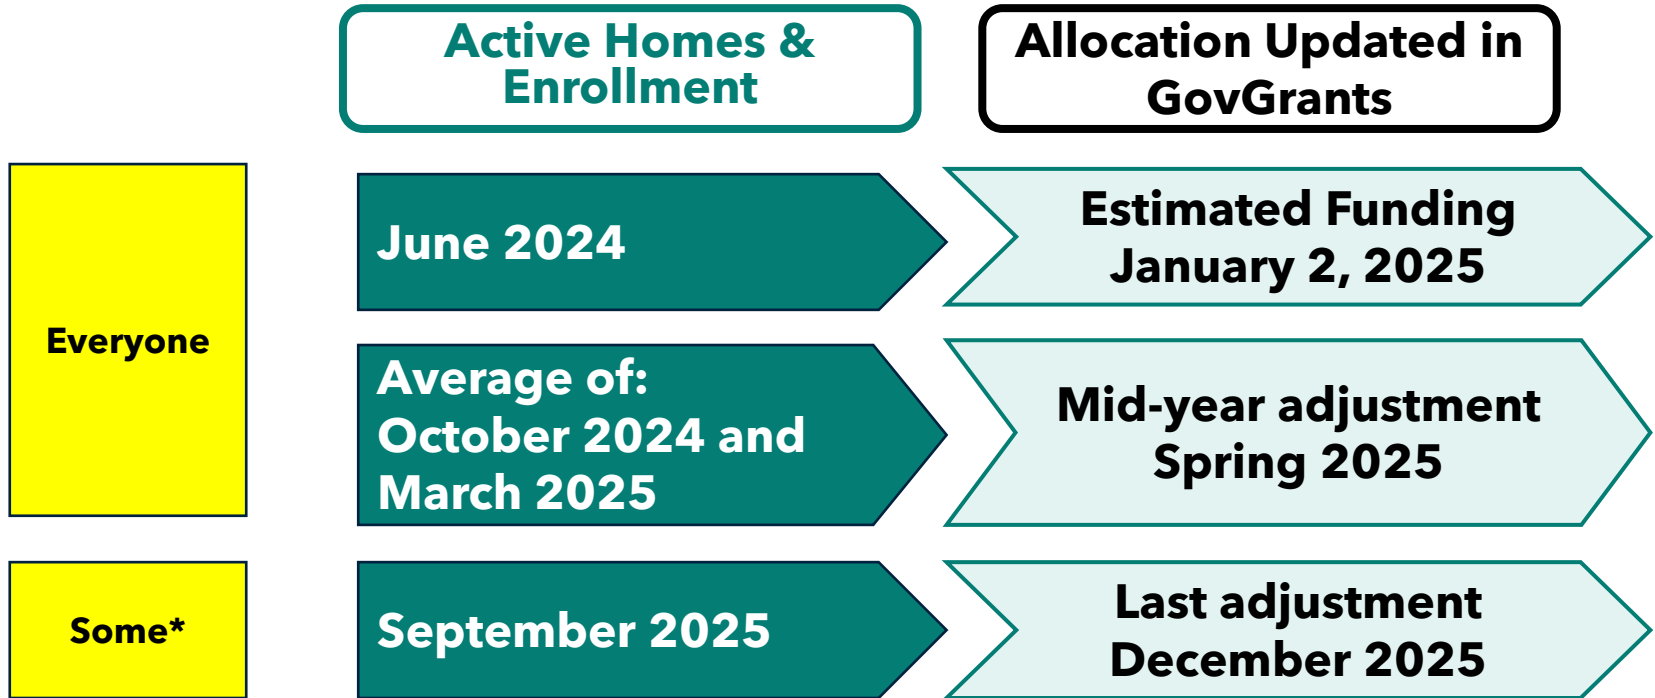 Active Homes &
Enrollment
Allocation Updated in
GovGrants
Everyone
June 2024
Estimated Funding
January 2, 2025
Average of:
October 2024 and
March 2025
Mid-year adjustment
Spring 2025
Some*
September 2025
Last adjustment
December 2025